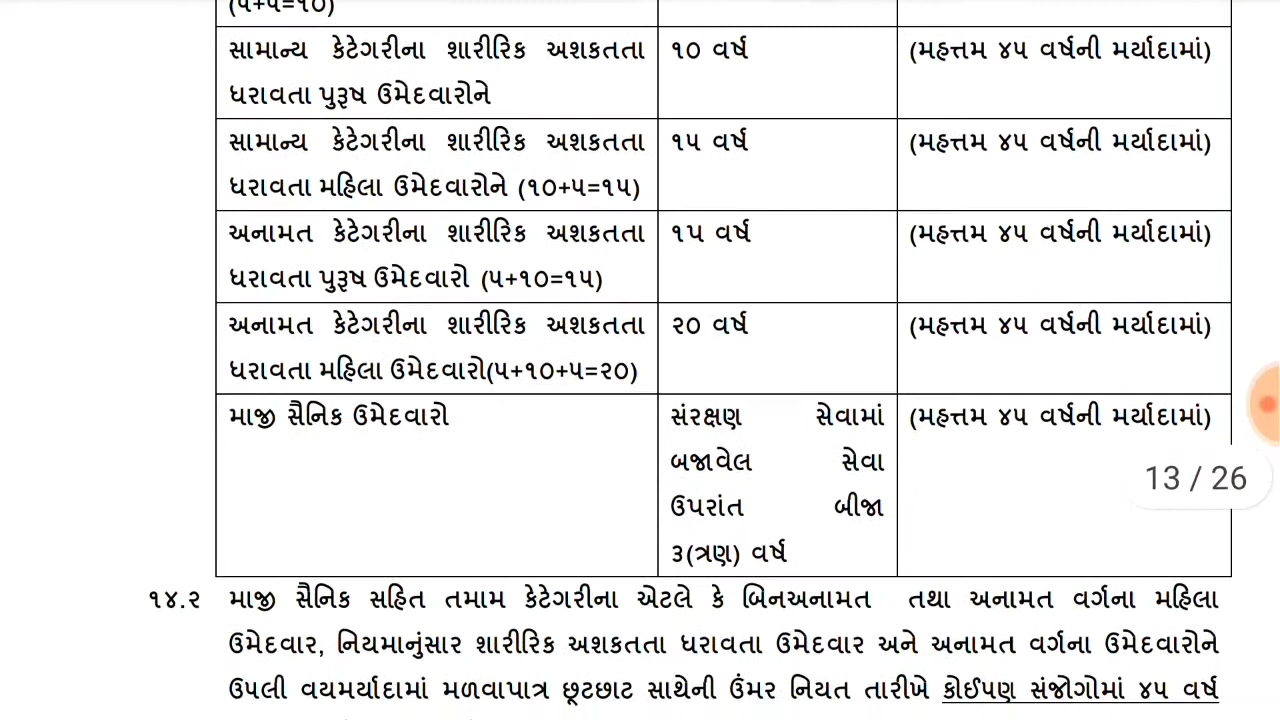 (૫+૫=૧૦)
સામાન્ય કેટેગરીના શારીરિક અશકતતા
ધરાવતા પુરૂષ ઉમેદવારોને
૧૦ વર્ષ
(મહત્તમ ૪૫ વર્ષની મર્યાદામાં)
સામાન્ય કેટેગરીના શારીરિક અશકતતા
ધરાવતા મહિલા ઉમેદવારોને (૧૦+૫=૧૫)
૧૫ વર્ષ
(મહત્તમ ૪૫ વર્ષની મર્યાદામાં)
અનામત કેટેગરીના શારીરિક અશકતતા
ધરાવતા પુરૂષ ઉમેદવારો (૫+૧૦=૧૫)
૧૫ વર્ષ
(મહત્તમ ૪૫ વર્ષની મર્યાદામાં)
અનામત કેટેગરીના શારીરિક અશકતતા
ધરાવતા મહિલા ઉમેદવારો(૫+૧૦+૫=૨૦)
૨૦ વર્ષ
(મહત્તમ ૪૫ વર્ષની મર્યાદામાં)
માજી સૈનિક ઉમેદવારો
સંરક્ષણ સેવામાં
બજાવેલ સેવા
ઉપરાંત બીજા
૩(ત્રણ) વર્ષ
(મહત્તમ ૪૫ વર્ષની મર્યાદામાં)
13 / 26
૧૪.૨ માજી સૈનિક સહિત તમામ કેટેગરીના એટલે કે બિનઅનામત તથા અનામત વર્ગના મહિલા
ઉમેદવાર, નિયમાનુંસાર શારીરિક અશકતતા ધરાવતા ઉમેદવાર અને અનામત વર્ગના ઉમેદવારોને
ઉપલી વયમર્યાદામાં મળવાપાત્ર છૂટછાટ સાથેની ઉંમર નિયત તારીખે કોઈપણ સંજોગોમાં ૪૫ વર્ષ